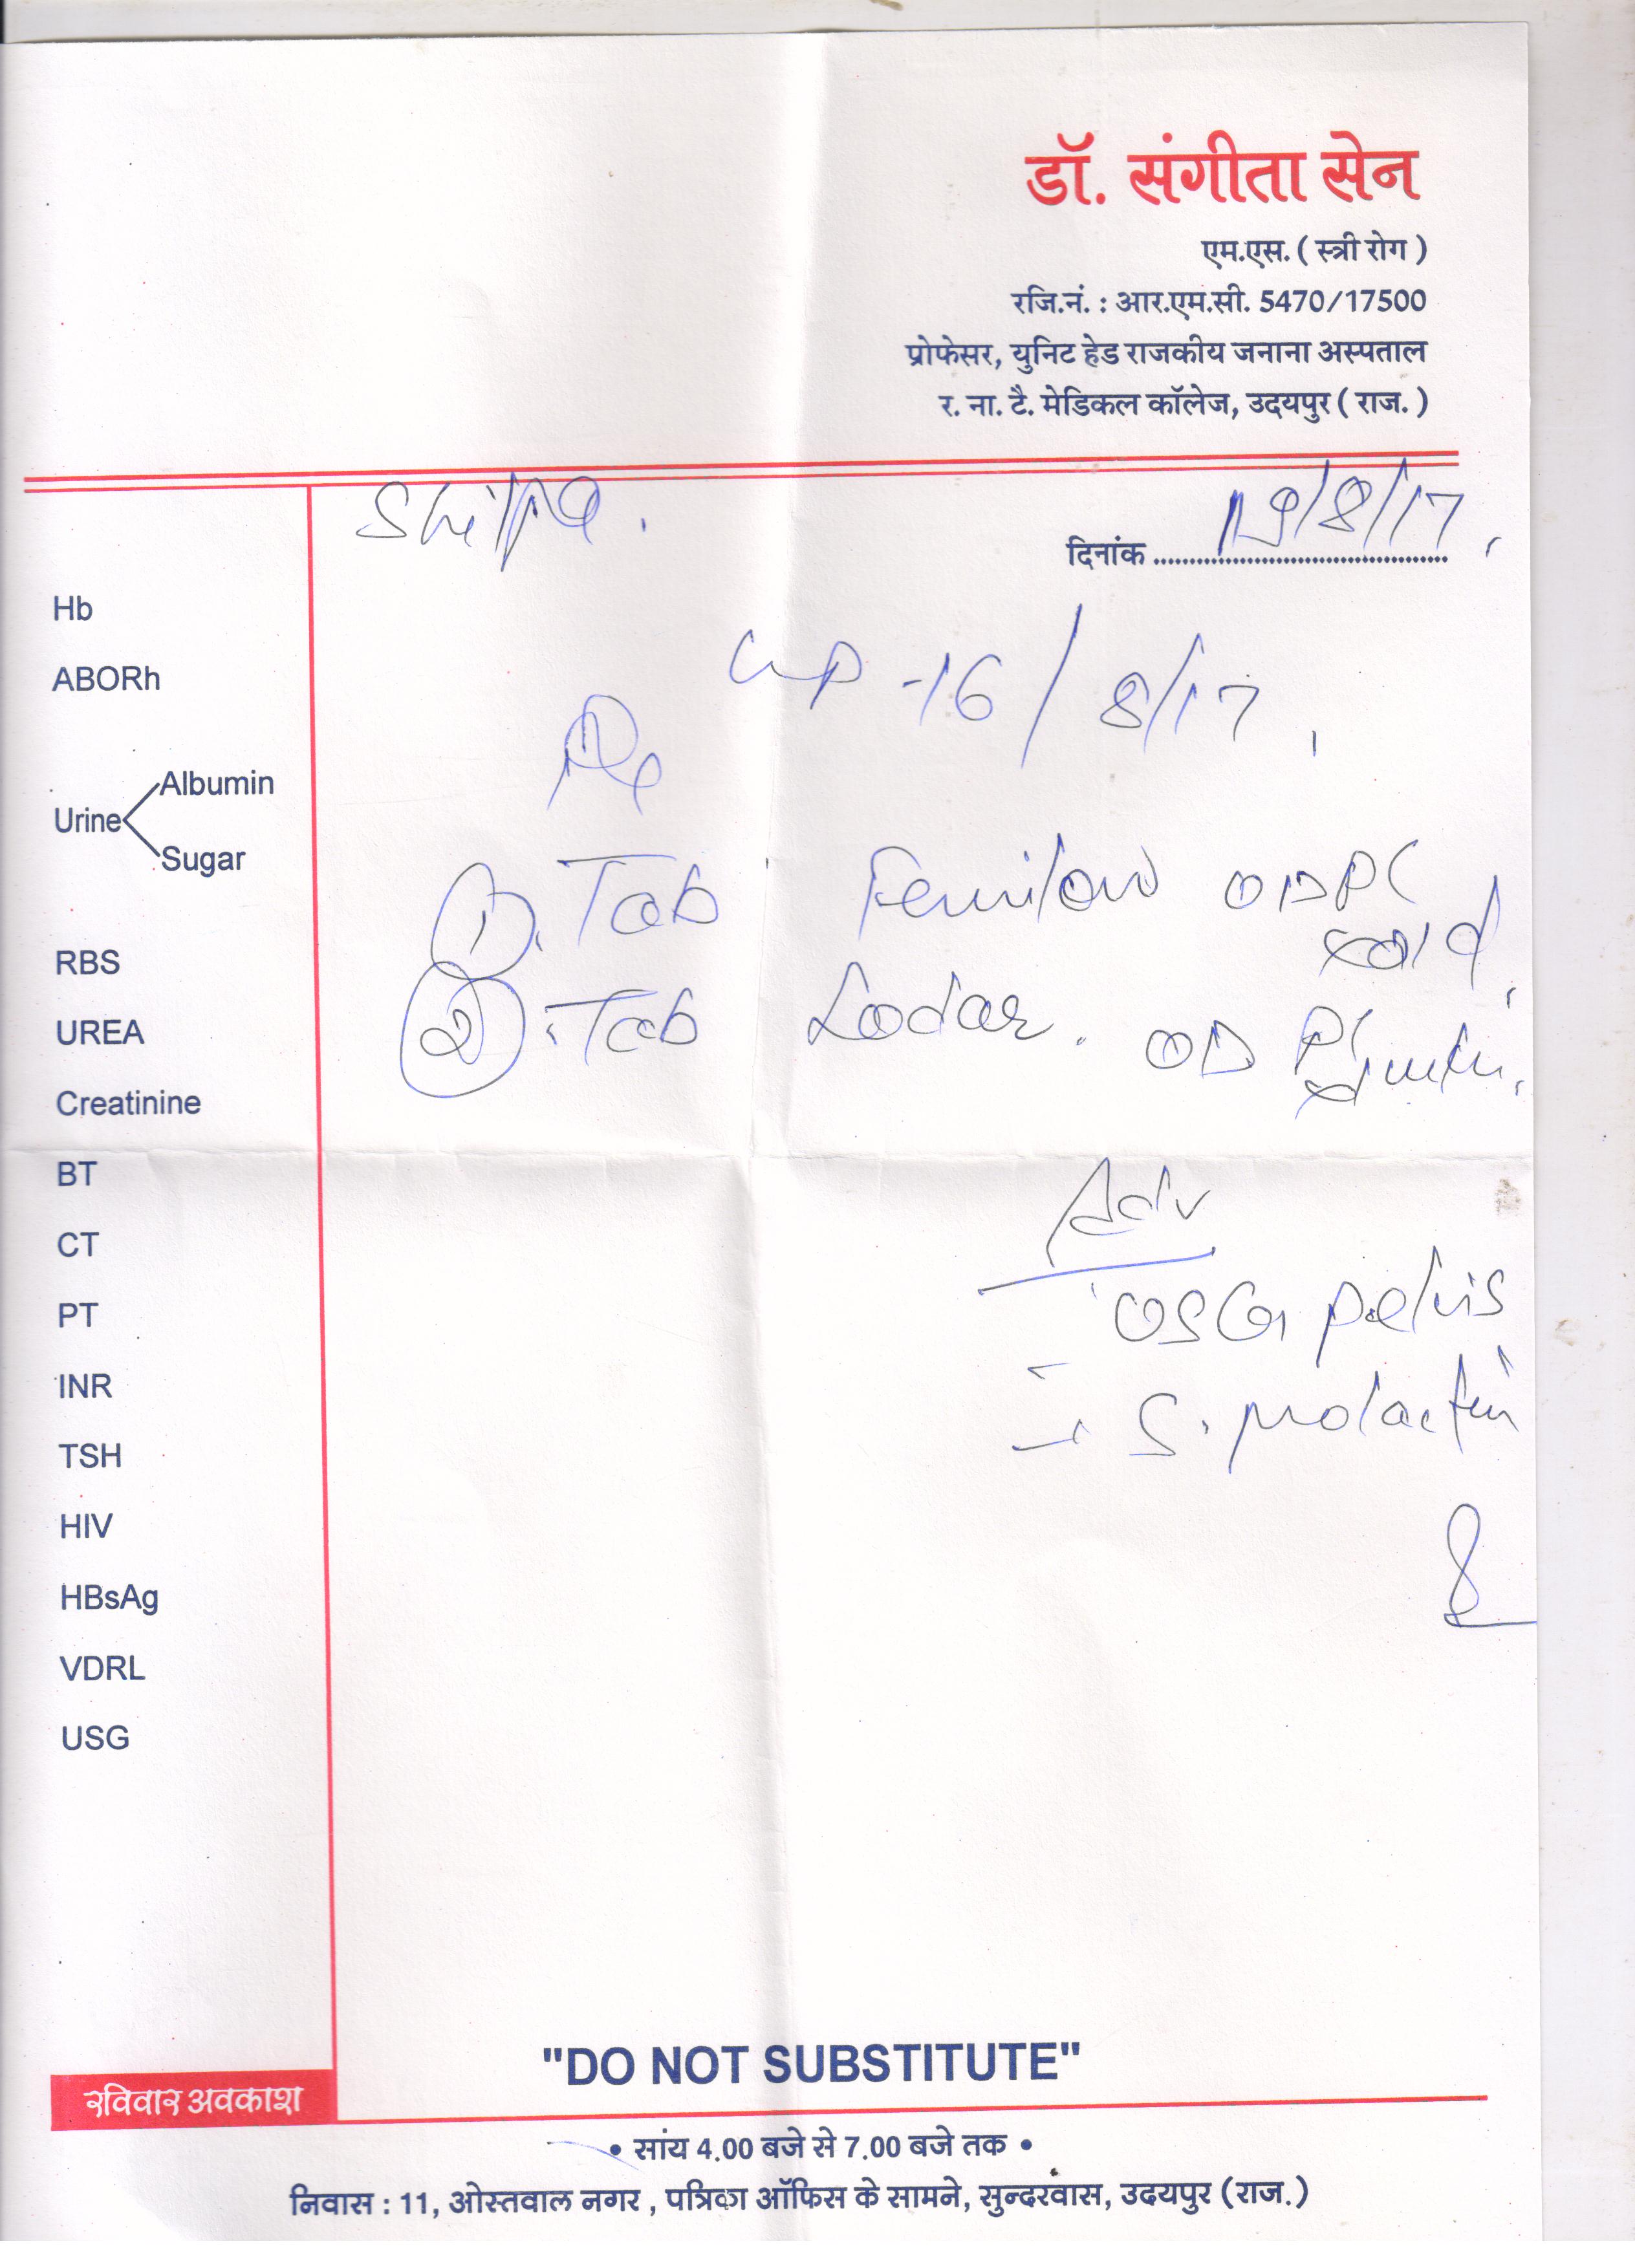 डॉ. संगीता सेन
एम.एस. ( स्त्री रोग )
रजि.नं. : आर.एम.सी. 5470/17500
प्रोफेसर, युनिट हेड राजकीय जनाना अस्पताल
र. ना. टै. मेडिकल कॉलेज, उदयपुर ( राज. )
Shilpa.
दिनांक 19/8/17.
LMP - 16/8/17.
Hb
ABORh
Urine
Albumin
Sugar
RBS
UREA
Creatinine
BT
CT
PT
INR
TSH
HIV
HBsAg
VDRL
USG
①. Tab Femilon OD PC
②. Tab OD PC
Adv
USG pelvis
- S. prolactin
"DO NOT SUBSTITUTE"
रविवार अवकाश
• सांय 4.00 बजे से 7.00 बजे तक •
निवास : 11, ओस्तवाल नगर , पत्रिका ऑफिस के सामने, सुन्दरवास, उदयपुर (राज.)